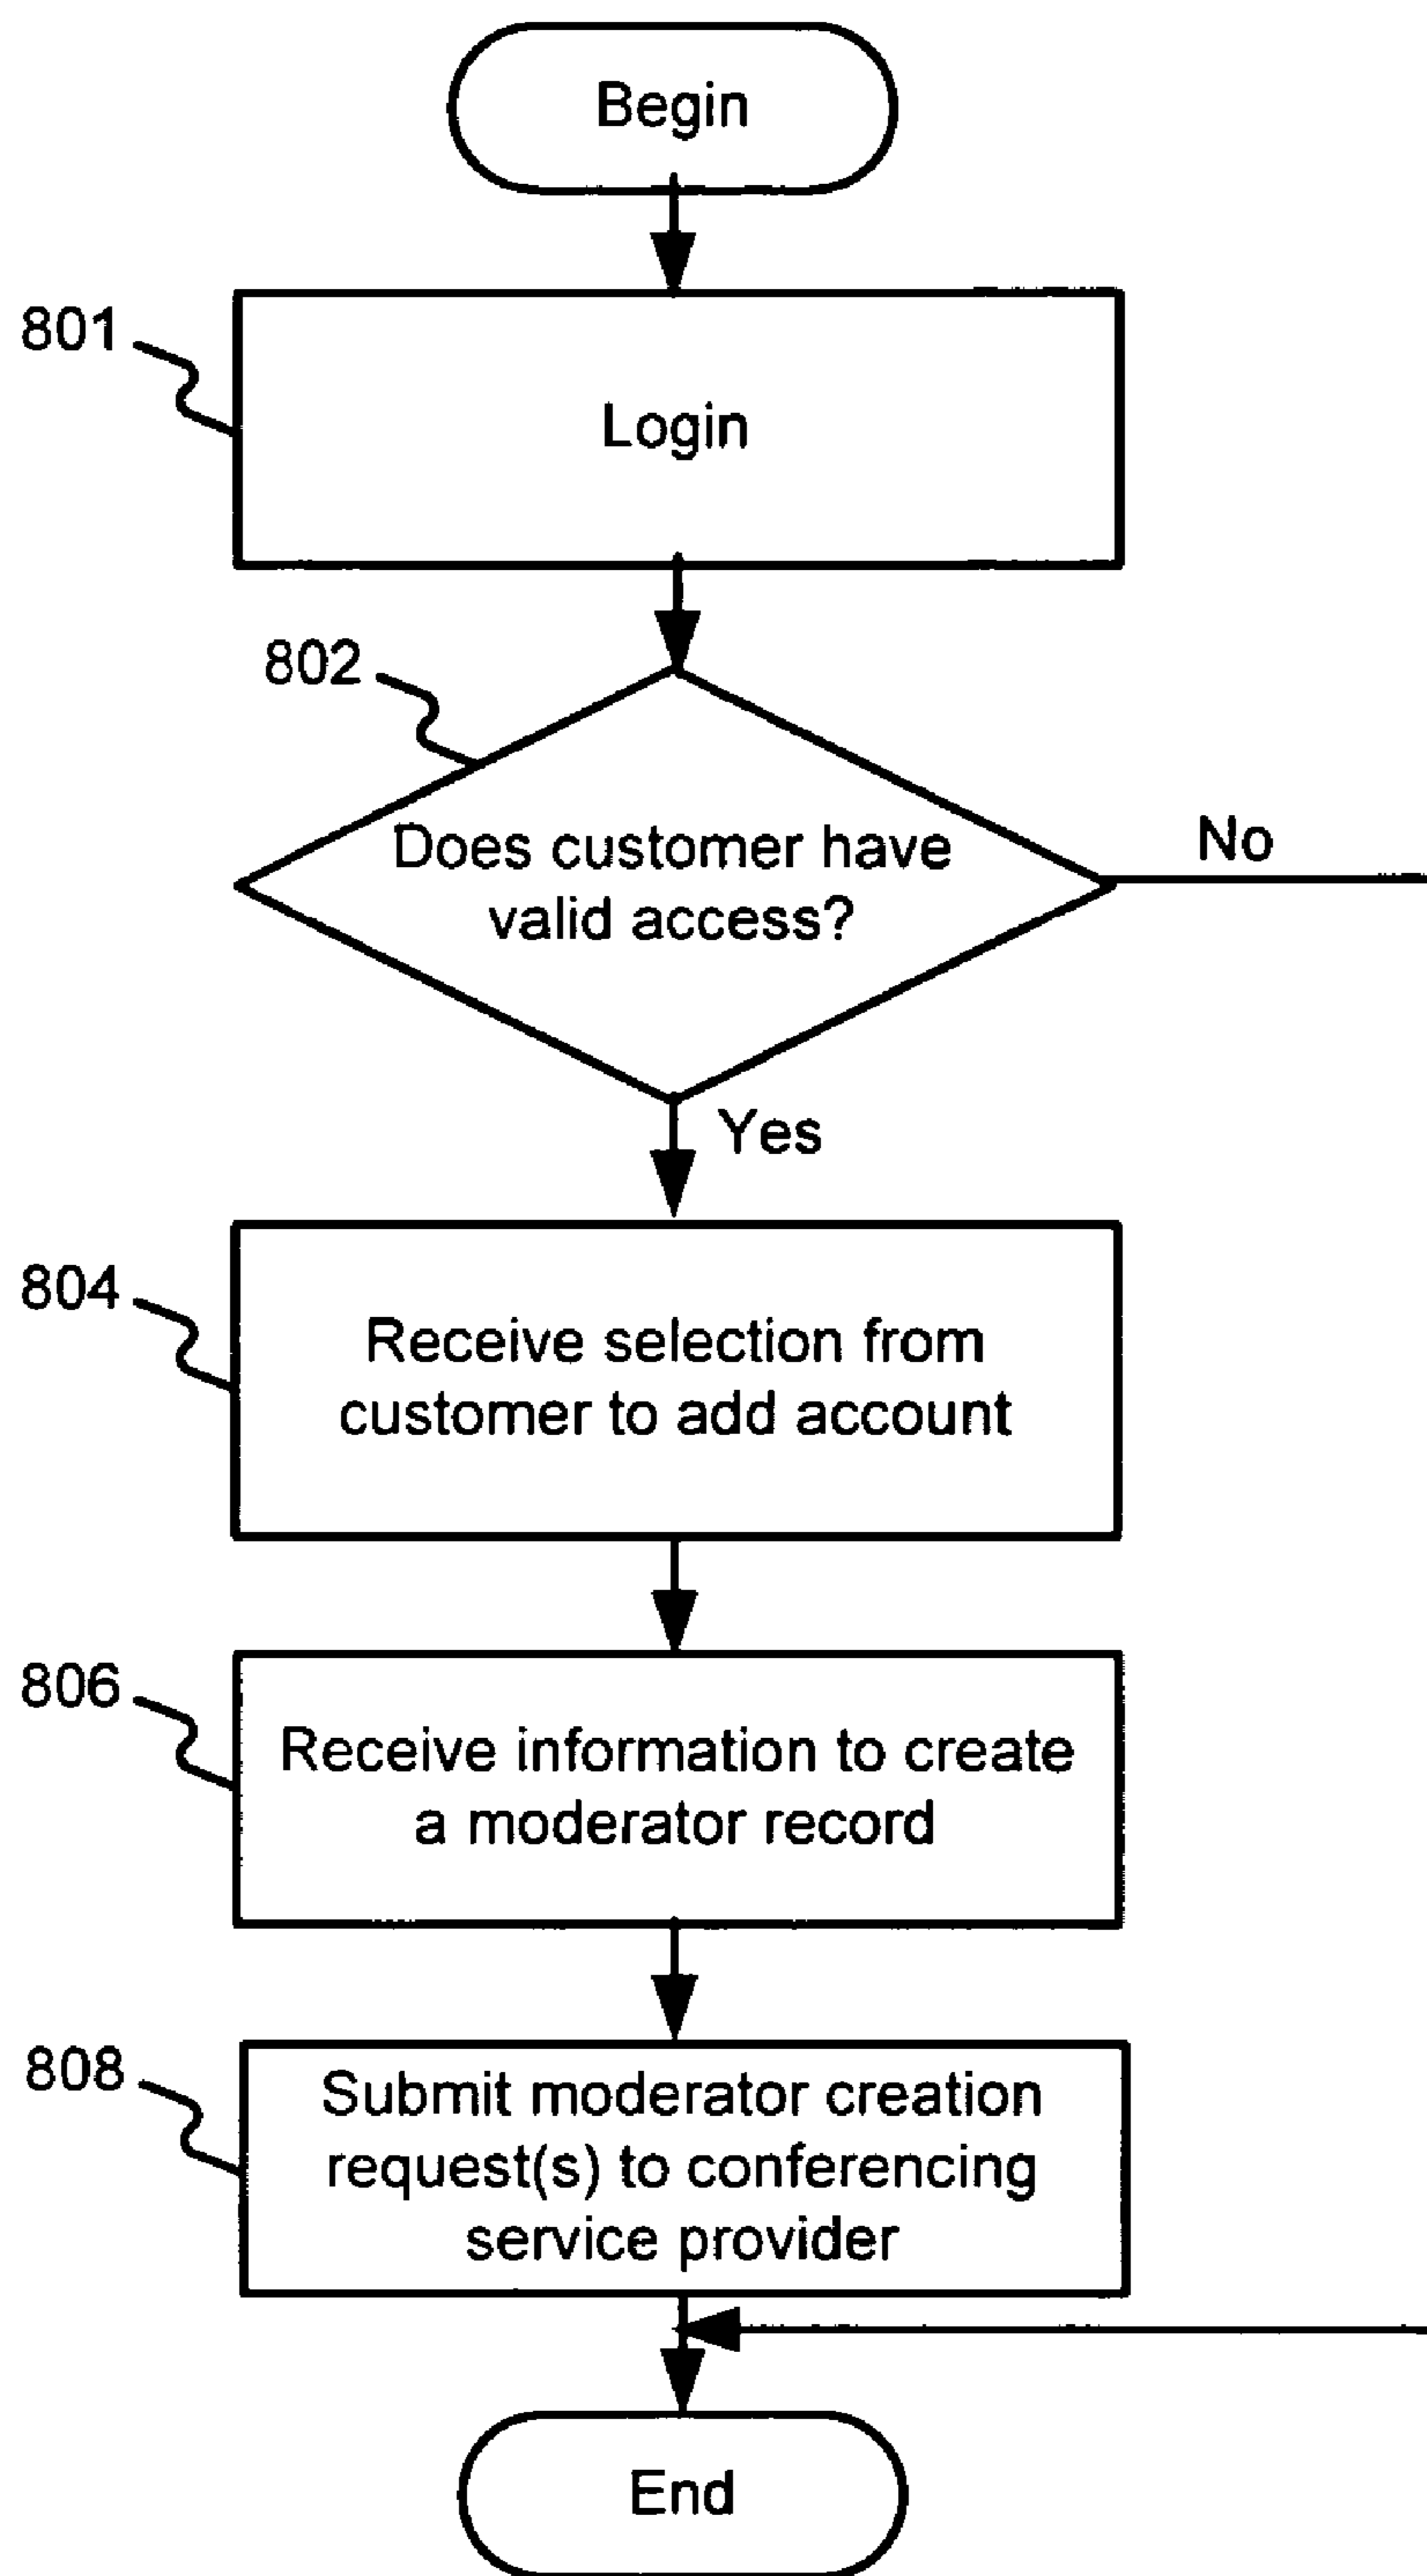 Begin
801
Login
802
Does customer have
valid access?
No
Yes
804
Receive selection from
customer to add account
806
Receive information to create
a moderator record
808
Submit moderator creation
request(s) to conferencing
service provider
End